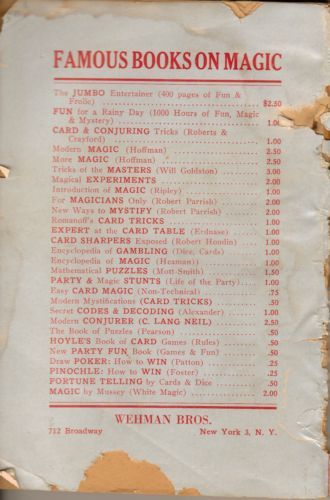 FAMOUS BOOKS ON MAGIC
The JUMBO Entertainer (400 pages of Fun &
Frolic) $2.50
FUN for a Rainy Day (1000 Hours of Fun, Magic
& Mystery) 1.00
CARD & CONJURING Tricks (Roberts &
Crayford) 1.00
Modern MAGIC (Hoffman) 2.50
More MAGIC (Hoffman) 2.50
Tricks of the MASTERS (Will Goldston) 3.00
Magical EXPERIMENTS 2.00
Introduction of MAGIC (Ripley) 1.00
For MAGICIANS Only (Robert Parrish) 2.00
New Ways to MYSTIFY (Robert Parrish) 2.00
Romanoff's CARD TRICKS 1.00
EXPERT at the CARD TABLE (Erdnase) 1.00
CARD SHARPERS Exposed (Robert Houdin) 1.00
Encyclopedia of GAMBLING (Dice, Cards) 1.00
Encyclopedia of MAGIC (Heaman) 1.00
Mathematical PUZZLES (Mott-Smith) 1.50
PARTY & Magic STUNTS (Life of the Party) 1.00
Easy CARD MAGIC (Non-Technical) .75
Modern Mystifications (CARD TRICKS) .50
Secret CODES & DECODING (Alexander) 1.00
Modern CONJURER (C. LANG NEIL) 2.50
The Book of Puzzles (Pearson) .50
HOYLE'S Book of CARD Games (Rules) .50
New PARTY FUN Book (Games & Fun) .50
Draw POKER: How to WIN (Patton) .25
PINOCHLE: How to WIN (Foster) .25
FORTUNE TELLING by Cards & Dice .50
MAGIC by Mussey (White Magic) 2.00
WEHMAN BROS.
712 Broadway New York 3, N. Y.